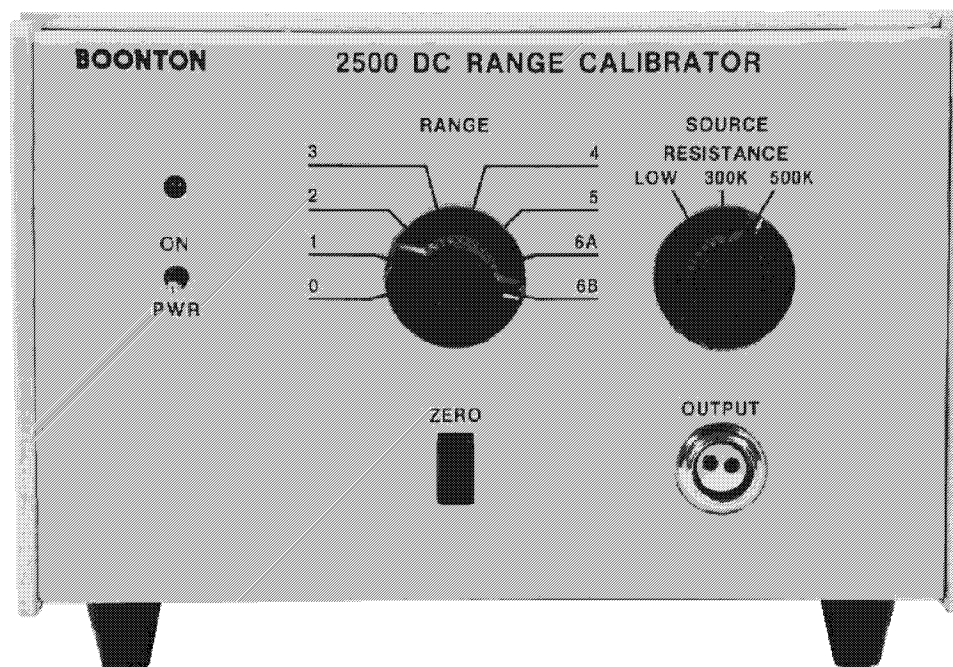 BOONTON
2500 DC RANGE CALIBRATOR
RANGE
3
4
2
5
1
6A
0
6B
SOURCE
RESISTANCE
LOW 300K 500K
ON
PWR
ZERO
OUTPUT